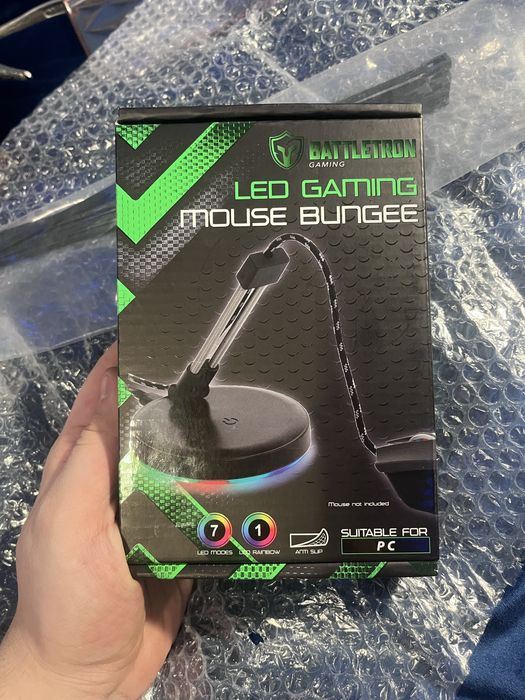 BATTLETRON
GAMING
LED GAMING
MOUSE BUNGEE
Mouse not included
7
LED MODES
1
LED RAINBOW
ANTI SLIP
SUITABLE FOR
PC